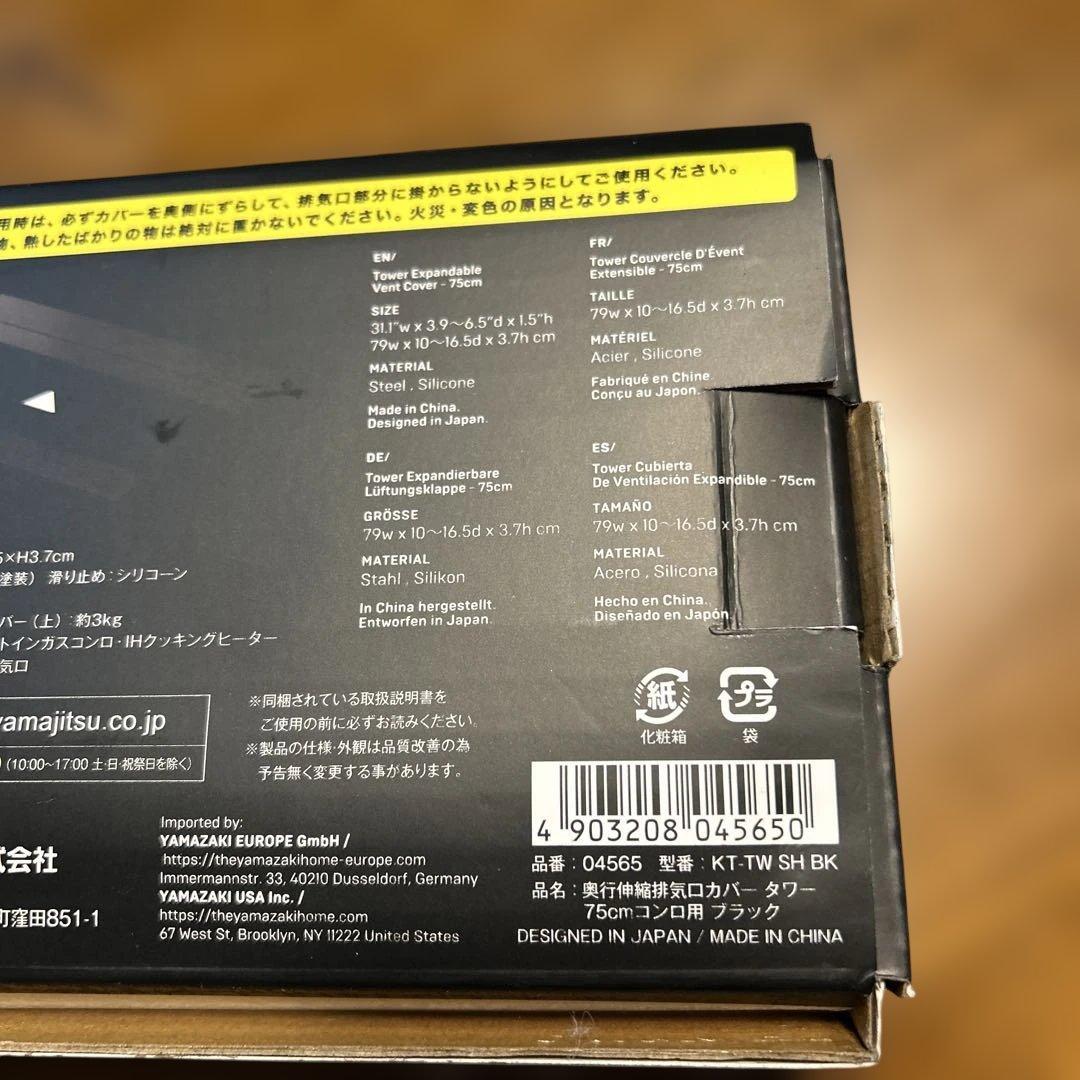 用時は、必ずカバーを奥側にずらして、排気口部分に掛からないようにしてご使用ください。
物、熱したばかりの物は絶対に置かないでください。火災・変色の原因となります。
EN/
Tower Expandable
Vent Cover - 75cm
SIZE
31.1"w x 3.9～6.5"d x 1.5"h
79w x 10～16.5d x 3.7h cm
MATERIAL
Steel , Silicone
Made in China.
Designed in Japan.
FR/
Tower Couvercle D'Évent
Extensible - 75cm
TAILLE
79w x 10～16.5d x 3.7h cm
MATÉRIEL
Acier , Silicone
Fabriqué en Chine.
Conçu au Japon.
DE/
Tower Expandierbare
Lüftungsklappe - 75cm
GRÖSSE
79w x 10～16.5d x 3.7h cm
MATERIAL
Stahl , Silikon
In China hergestellt.
Entworfen in Japan.
ES/
Tower Cubierta
De Ventilación Expandible - 75cm
TAMAÑO
79w x 10～16.5d x 3.7h cm
MATERIAL
Acero , Silicona
Hecho en China.
Diseñado en Japón
5×H3.7cm
塗装） 滑り止め : シリコーン
バー（上）: 約3kg
トインガスコンロ・IHクッキングヒーター
気口
yamajitsu.co.jp
(10:00~17:00 土・日・祝祭日を除く)
※同梱されている取扱説明書を
ご使用の前に必ずお読みください。
※製品の仕様・外観は品質改善の為
予告無く変更する事があります。
紙
化粧箱
プラ
袋
式会社
町窪田851-1
Imported by:
YAMAZAKI EUROPE GmbH /
https://theyamazakihome-europe.com
Immermannstr. 33, 40210 Dusseldorf, Germany
YAMAZAKI USA Inc. /
https://theyamazakihome.com
67 West St, Brooklyn, NY 11222 United States
4 903208 045650
品番 : 04565 型番 : KT-TW SH BK
品名 : 奥行伸縮排気口カバー タワー
75cmコンロ用 ブラック
DESIGNED IN JAPAN / MADE IN CHINA